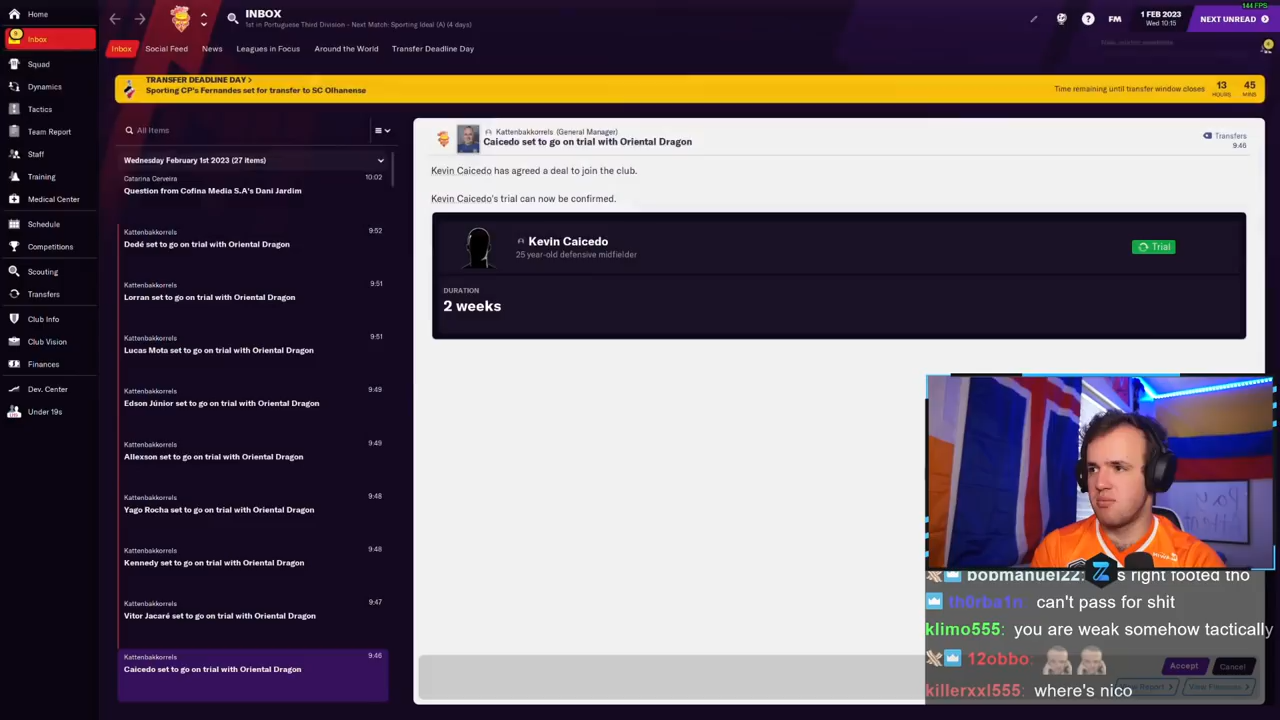 144 FPS
Home
INBOX
1st in Portuguese Third Division - Next Match: Sporting Ideal (A) (4 days)
FM
1 FEB 2023
Wed 10:15
NEXT UNREAD
9
Inbox
Inbox
Social Feed
News
Leagues in Focus
Around the World
Transfer Deadline Day
Squad
Dynamics
Tactics
Team Report
Staff
Training
Medical Center
Schedule
Competitions
Scouting
Transfers
Club Info
Club Vision
Finances
Dev. Center
Under 19s
TRANSFER DEADLINE DAY >
Sporting CP's Fernandes set for transfer to SC Olhanense
Time remaining until transfer window closes
13 HOURS
45 MINS
All Items
Wednesday February 1st 2023 (27 items)
Catarina Cerveira 10:02
Question from Cofina Media S.A's Dani Jardim
Kattenbakkorrels 9:52
Dedé set to go on trial with Oriental Dragon
Kattenbakkorrels 9:51
Lorran set to go on trial with Oriental Dragon
Kattenbakkorrels 9:51
Lucas Mota set to go on trial with Oriental Dragon
Kattenbakkorrels 9:49
Edson Júnior set to go on trial with Oriental Dragon
Kattenbakkorrels 9:49
Allexson set to go on trial with Oriental Dragon
Kattenbakkorrels 9:48
Yago Rocha set to go on trial with Oriental Dragon
Kattenbakkorrels 9:48
Kennedy set to go on trial with Oriental Dragon
Kattenbakkorrels 9:47
Vitor Jacaré set to go on trial with Oriental Dragon
Kattenbakkorrels 9:46
Caicedo set to go on trial with Oriental Dragon
Kattenbakkorrels (General Manager)
Caicedo set to go on trial with Oriental Dragon
Transfers
9:46
Kevin Caicedo has agreed a deal to join the club.
Kevin Caicedo's trial can now be confirmed.
Kevin Caicedo
25 year-old defensive midfielder
Trial
DURATION
2 weeks
bobmanuel22: s right footed tho
th0rba1n can't pass for shit
klimo555: you are weak somehow tactically
12obbo:
killerxxl555: where's nico
Accept
Cancel
Report >